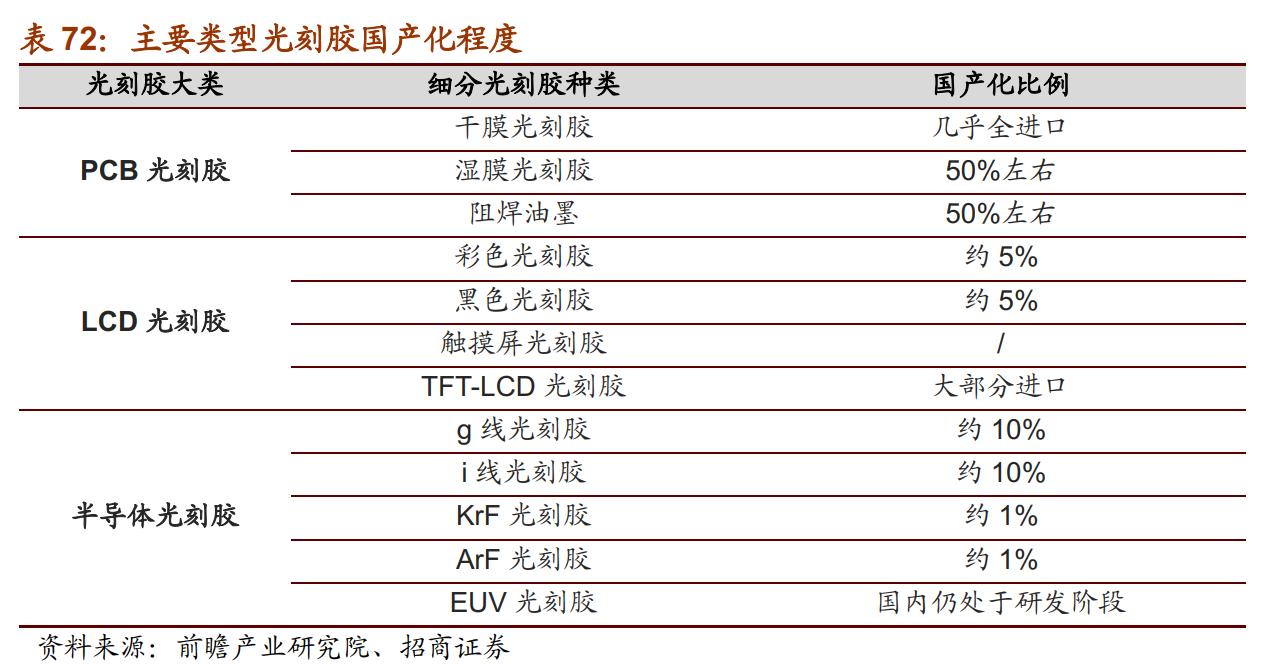 表 72：主要类型光刻胶国产化程度
光刻胶大类 细分光刻胶种类 国产化比例
PCB 光刻胶
干膜光刻胶 几乎全进口
湿膜光刻胶 50%左右
阻焊油墨 50%左右
LCD 光刻胶
彩色光刻胶 约 5%
黑色光刻胶 约 5%
触摸屏光刻胶 /
TFT-LCD 光刻胶 大部分进口
半导体光刻胶
g 线光刻胶 约 10%
i 线光刻胶 约 10%
KrF 光刻胶 约 1%
ArF 光刻胶 约 1%
EUV 光刻胶 国内仍处于研发阶段
资料来源：前瞻产业研究院、招商证券